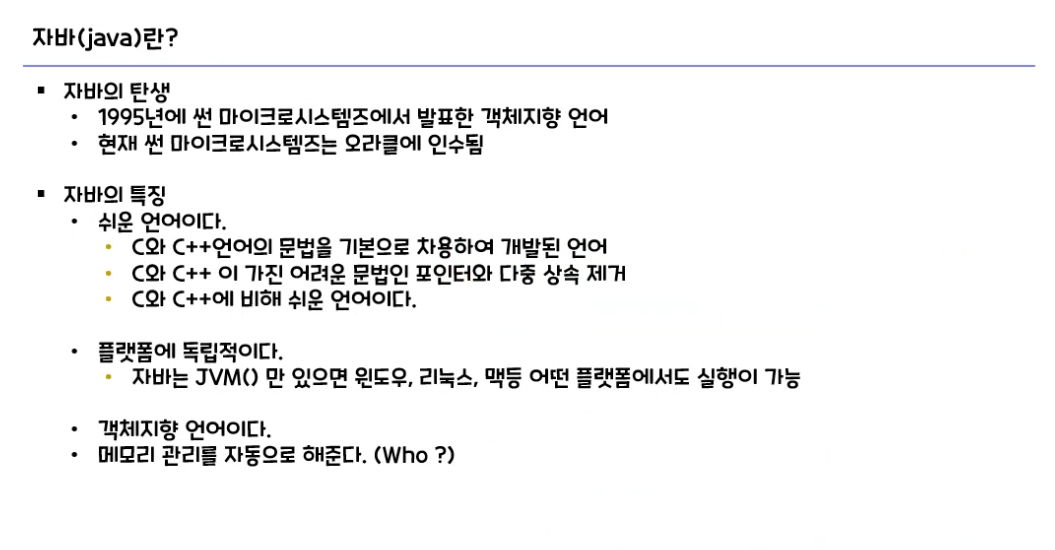 자바(java)란?
▪ 자바의 탄생
• 1995년에 썬 마이크로시스템즈에서 발표한 객체지향 언어
• 현재 썬 마이크로시스템즈는 오라클에 인수됨
▪ 자바의 특징
• 쉬운 언어이다.
• C와 C++언어의 문법을 기본으로 차용하여 개발된 언어
• C와 C++ 이 가진 어려운 문법인 포인터와 다중 상속 제거
• C와 C++에 비해 쉬운 언어이다.
• 플랫폼에 독립적이다.
• 자바는 JVM() 만 있으면 윈도우, 리눅스, 맥등 어떤 플랫폼에서도 실행이 가능
• 객체지향 언어이다.
• 메모리 관리를 자동으로 해준다. (Who ?)